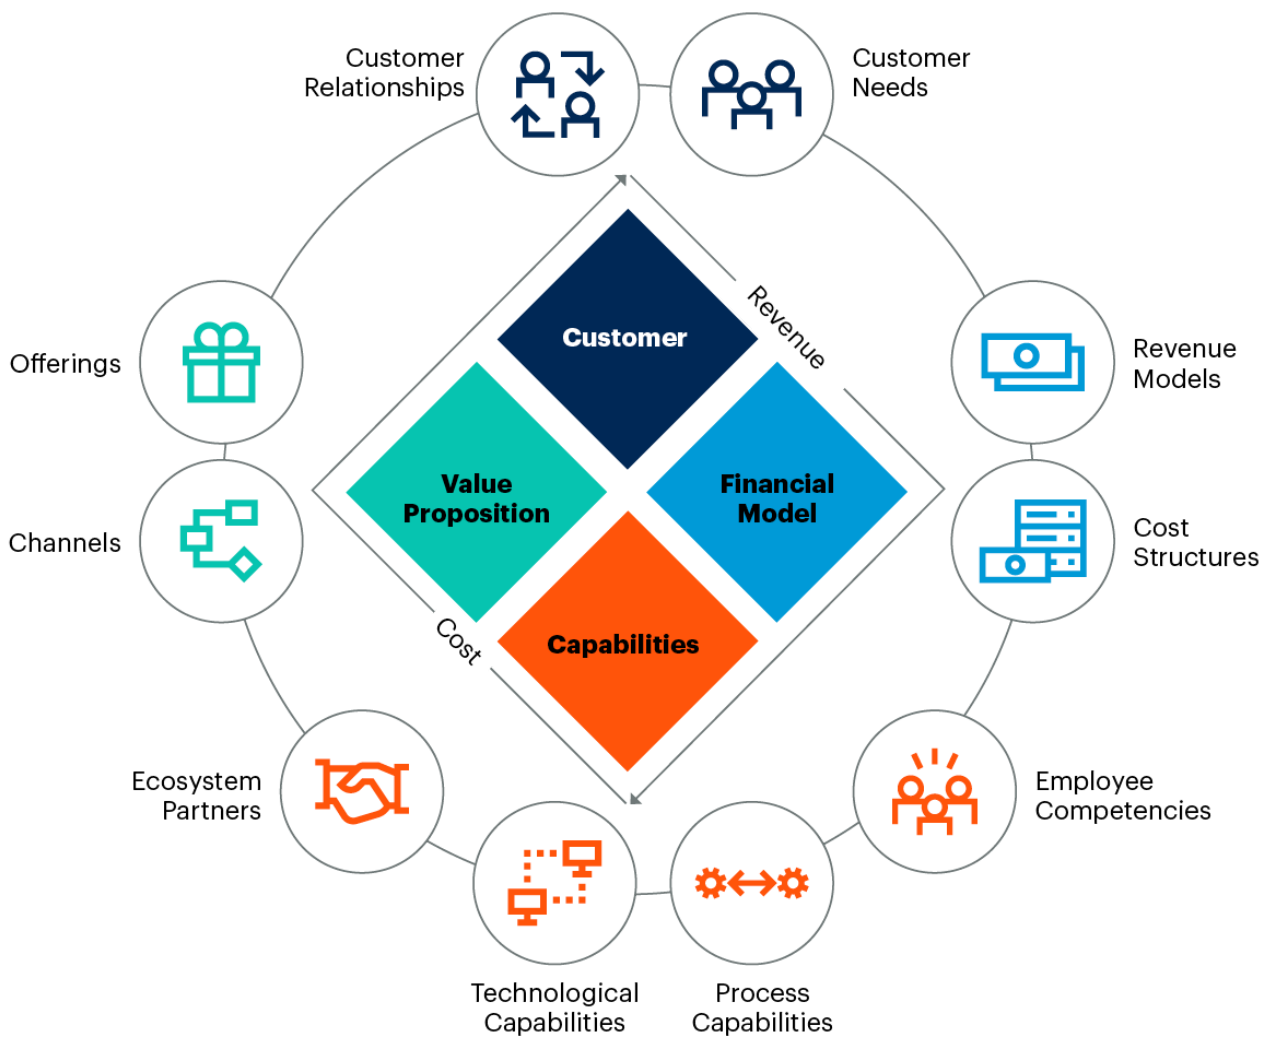 Customer
Relationships
Customer
Needs
Revenue
Customer
Offerings
Revenue
Models
Value
Proposition
Financial
Model
Channels
Cost
Structures
Cost
Capabilities
Ecosystem
Partners
Employee
Competencies
Technological
Capabilities
Process
Capabilities